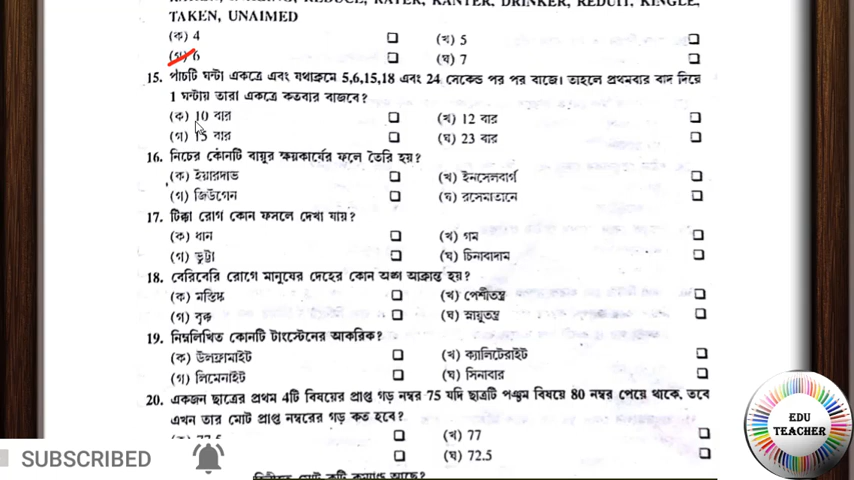 TAKEN, UNAIMED
(ক) 4 (খ) 5
(গ) 6 (ঘ) 7
15. পাঁচটি ঘন্টা একত্রে এবং যথাক্রমে 5,6,15,18 এবং 24 সেকেন্ড পর পর বাজে। তাহলে প্রথমবার বাদ দিয়ে
1 ঘন্টায় তারা একত্রে কতবার বাজবে?
(ক) 10 বার (খ) 12 বার
(গ) 15 বার (ঘ) 23 বার
16. নিচের কোনটি বায়ুর ক্ষয়কার্যের ফলে তৈরি হয়?
(ক) ইয়ারদাভ (খ) ইনসেলবার্গ
(গ) জিউগেন (ঘ) রসেমাতানে
17. টিক্কা রোগ কোন ফসলে দেখা যায়?
(ক) ধান (খ) গম
(গ) ভুট্টা (ঘ) চিনাবাদাম
18. বেরিবেরি রোগে মানুষের দেহের কোন অঙ্গ আক্রান্ত হয়?
(ক) মস্তিষ্ক (খ) পেশীতন্ত্র
(গ) বৃক্ক (ঘ) স্নায়ুতন্ত্র
19. নিম্নলিখিত কোনটি টাংস্টেনের আকরিক?
(ক) উলফ্রামাইট (খ) ক্যালিটেরাইট
(গ) লিমেনাইট (ঘ) সিনাবার
20. একজন ছাত্রের প্রথম 4টি বিষয়ের প্রাপ্ত গড় নম্বর 75 যদি ছাত্রটি পঞ্চম বিষয়ে 80 নম্বর পেয়ে থাকে, তবে
এখন তার মোট প্রাপ্ত নম্বরের গড় কত হবে?
(খ) 77
(ঘ) 72.5
EDU
TEACHER
SUBSCRIBED